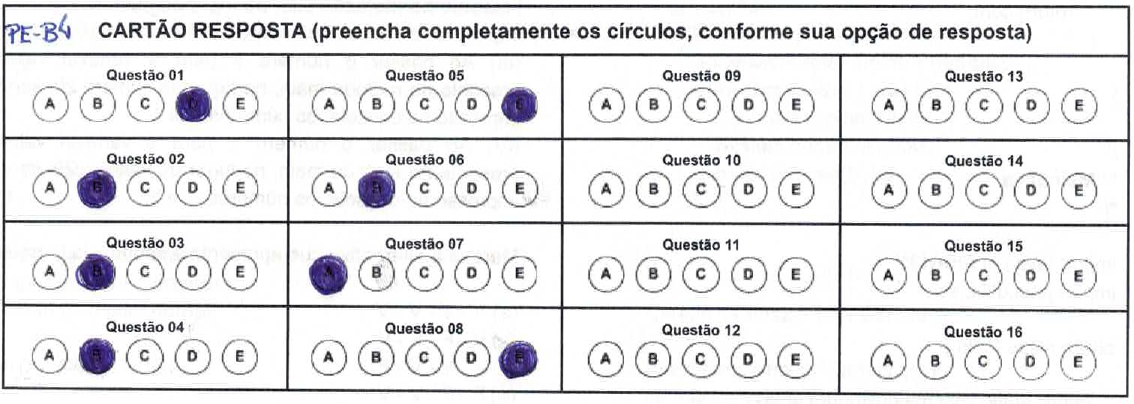 PE-B4 CARTÃO RESPOSTA (preencha completamente os círculos, conforme sua opção de resposta)
Questão 01 Questão 05 Questão 09 Questão 13
A B C D E A B C D E A B C D E A B C D E
Questão 02 Questão 06 Questão 10 Questão 14
A B C D E A B C D E A B C D E A B C D E
Questão 03 Questão 07 Questão 11 Questão 15
A B C D E A B C D E A B C D E A B C D E
Questão 04 Questão 08 Questão 12 Questão 16
A B C D E A B C D E A B C D E A B C D E